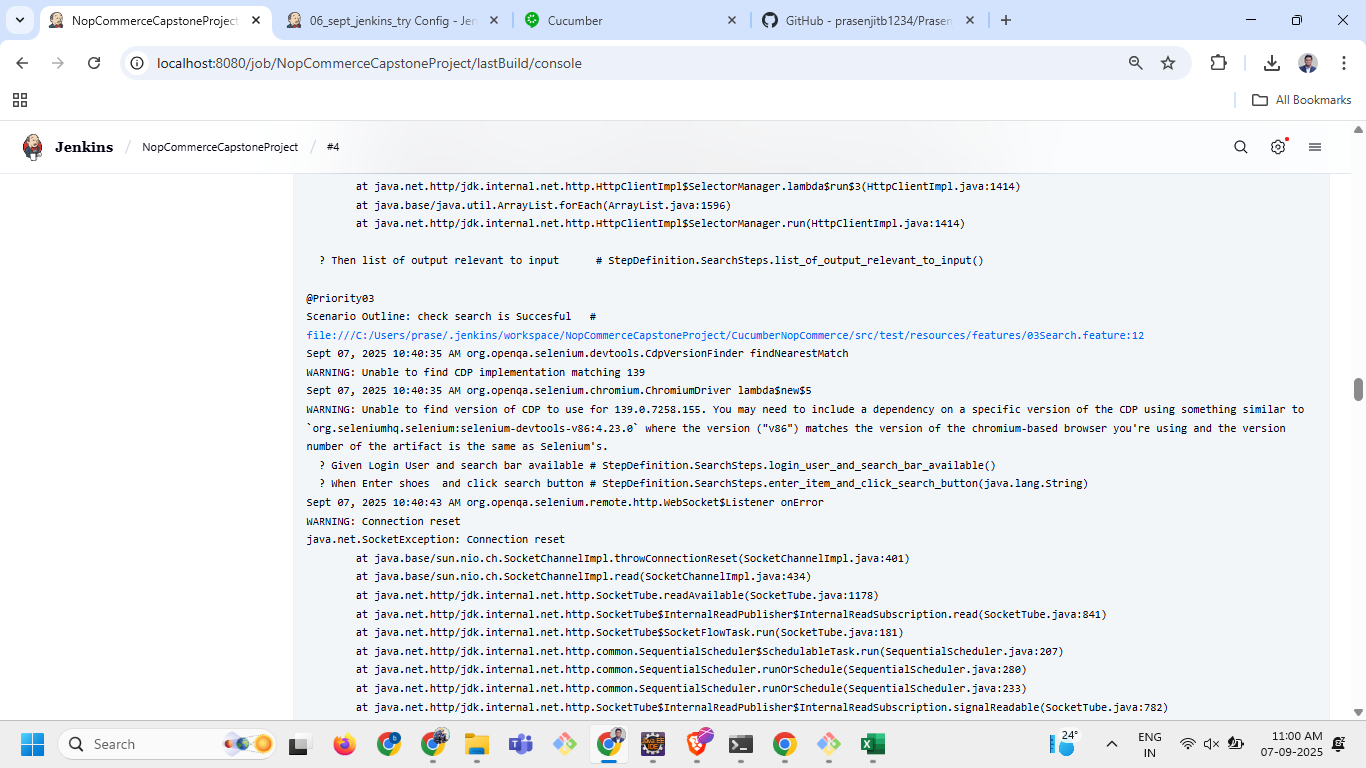 NopCommerceCapstoneProject
06_sept_jenkins_try Config - Jen
Cucumber
GitHub - prasenjitb1234/Prasen
localhost:8080/job/NopCommerceCapstoneProject/lastBuild/console
All Bookmarks
Jenkins / NopCommerceCapstoneProject / #4
at java.net.http/jdk.internal.net.http.HttpClientImpl$SelectorManager.lambda$run$3(HttpClientImpl.java:1414)
at java.base/java.util.ArrayList.forEach(ArrayList.java:1596)
at java.net.http/jdk.internal.net.http.HttpClientImpl$SelectorManager.run(HttpClientImpl.java:1414)
? Then list of output relevant to input # StepDefinition.SearchSteps.list_of_output_relevant_to_input()
@Priority03
Scenario Outline: check search is Succesful #
file:///C:/Users/prase/.jenkins/workspace/NopCommerceCapstoneProject/CucumberNopCommerce/src/test/resources/features/03Search.feature:12
Sept 07, 2025 10:40:35 AM org.openqa.selenium.devtools.CdpVersionFinder findNearestMatch
WARNING: Unable to find CDP implementation matching 139
Sept 07, 2025 10:40:35 AM org.openqa.selenium.chromium.ChromiumDriver lambda$new$5
WARNING: Unable to find version of CDP to use for 139.0.7258.155. You may need to include a dependency on a specific version of the CDP using something similar to
`org.seleniumhq.selenium:selenium-devtools-v86:4.23.0` where the version ("v86") matches the version of the chromium-based browser you're using and the version
number of the artifact is the same as Selenium's.
? Given Login User and search bar available # StepDefinition.SearchSteps.login_user_and_search_bar_available()
? When Enter shoes  and click search button # StepDefinition.SearchSteps.enter_item_and_click_search_button(java.lang.String)
Sept 07, 2025 10:40:43 AM org.openqa.selenium.remote.http.WebSocket$Listener onError
WARNING: Connection reset
java.net.SocketException: Connection reset
at java.base/sun.nio.ch.SocketChannelImpl.throwConnectionReset(SocketChannelImpl.java:401)
at java.base/sun.nio.ch.SocketChannelImpl.read(SocketChannelImpl.java:434)
at java.net.http/jdk.internal.net.http.SocketTube.readAvailable(SocketTube.java:1178)
at java.net.http/jdk.internal.net.http.SocketTube$InternalReadPublisher$InternalReadSubscription.read(SocketTube.java:841)
at java.net.http/jdk.internal.net.http.SocketTube$SocketFlowTask.run(SocketTube.java:181)
at java.net.http/jdk.internal.net.http.common.SequentialScheduler$SchedulableTask.run(SequentialScheduler.java:207)
at java.net.http/jdk.internal.net.http.common.SequentialScheduler.runOrSchedule(SequentialScheduler.java:280)
at java.net.http/jdk.internal.net.http.common.SequentialScheduler.runOrSchedule(SequentialScheduler.java:233)
at java.net.http/jdk.internal.net.http.SocketTube$InternalReadPublisher$InternalReadSubscription.signalReadable(SocketTube.java:782)
Search
24°
ENG
IN
11:00 AM
07-09-2025